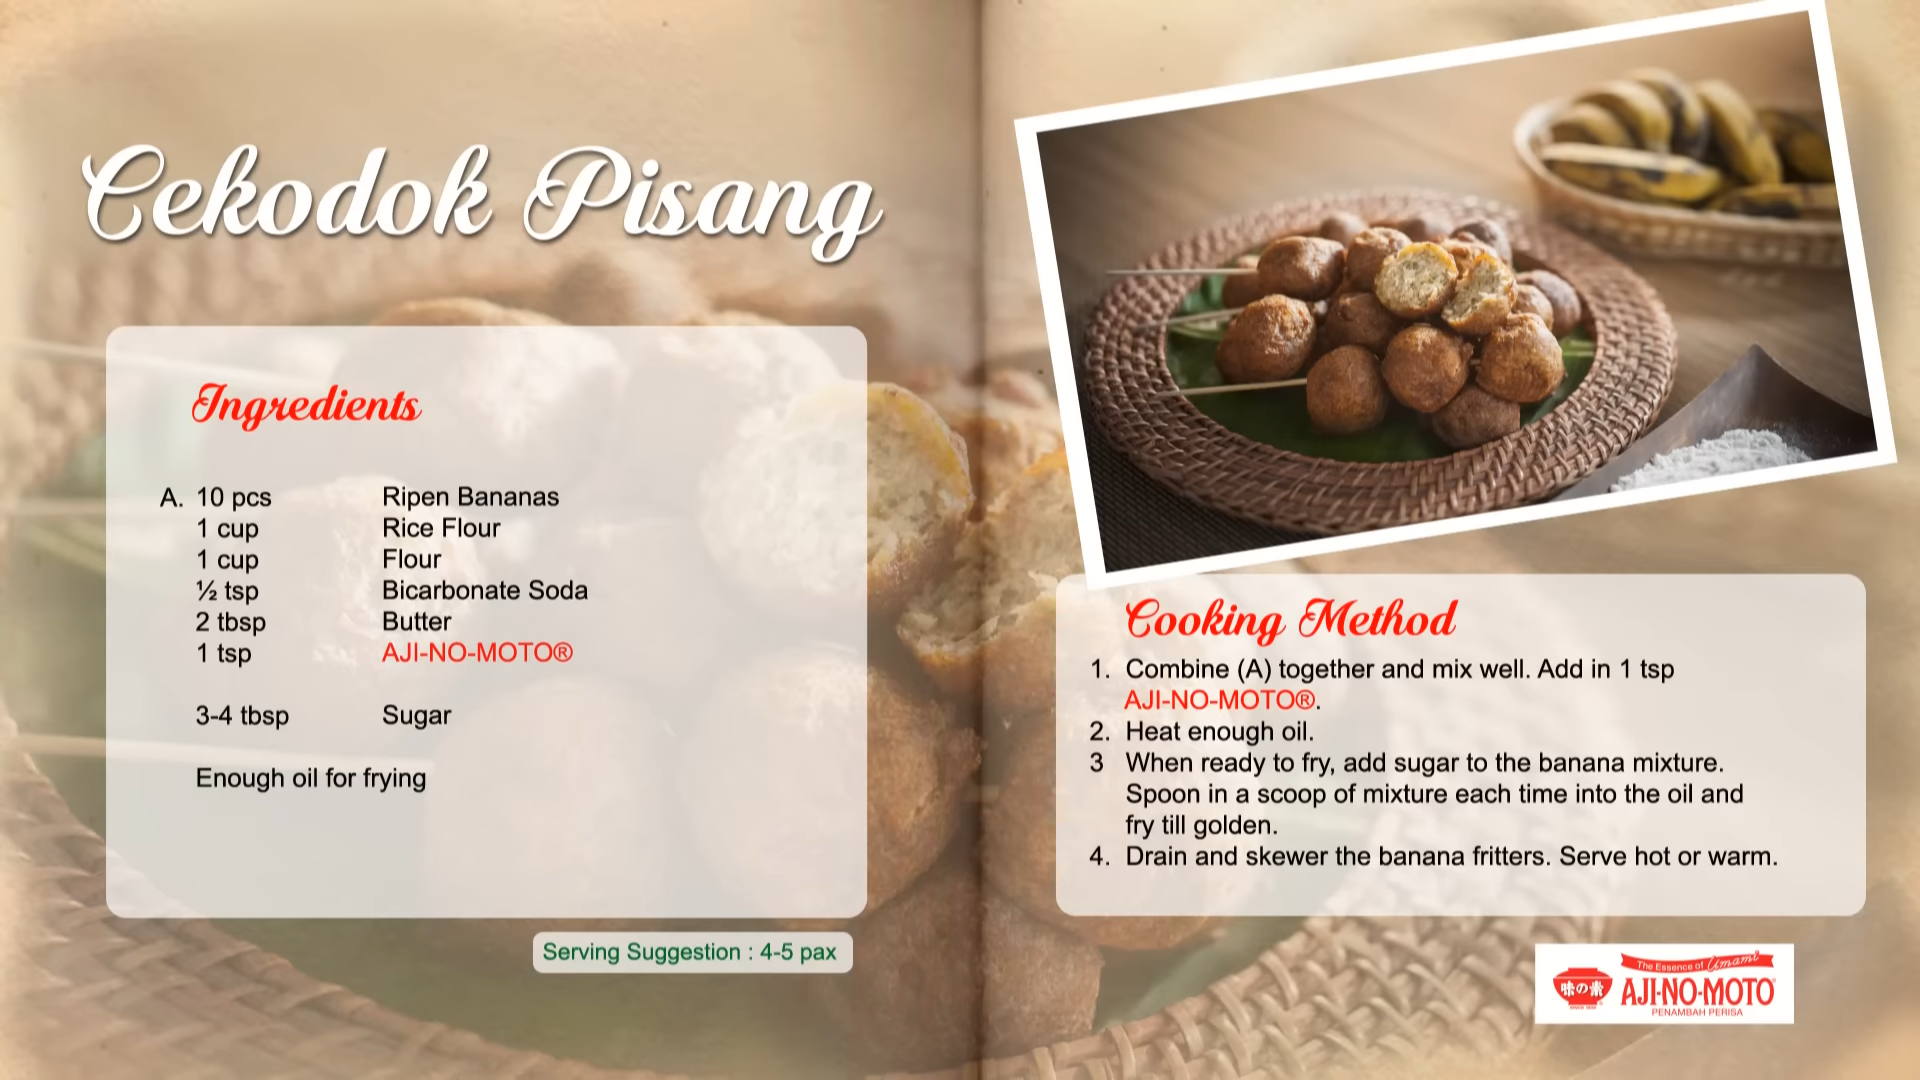 Cekodok Pisang
Ingredients
A. 10 pcs Ripen Bananas
1 cup Rice Flour
1 cup Flour
½ tsp Bicarbonate Soda
2 tbsp Butter
1 tsp AJI-NO-MOTO®
3-4 tbsp Sugar
Enough oil for frying
Serving Suggestion : 4-5 pax
Cooking Method
1. Combine (A) together and mix well. Add in 1 tsp
AJI-NO-MOTO®.
2. Heat enough oil.
3 When ready to fry, add sugar to the banana mixture.
Spoon in a scoop of mixture each time into the oil and
fry till golden.
4. Drain and skewer the banana fritters. Serve hot or warm.
The Essence of Umami
味の素
AJI-NO-MOTO
PENAMBAH PERISA